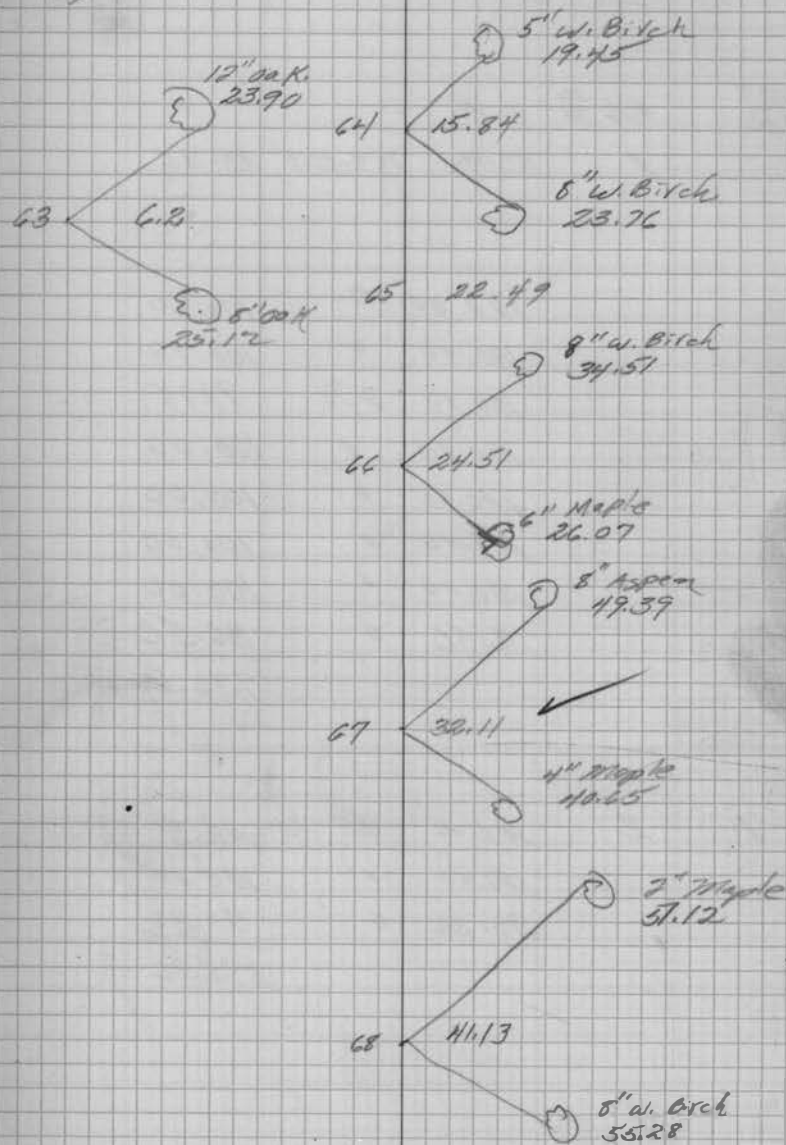 5" w. Birch
19.45
12" oak.
23.90
64 15.84
63 6.2
8" w. Birch
23.76
65 22.49
8" oak
25.12
8" w. Birch
34.51
66 24.51
6" Maple
26.07
8" Aspen
49.39
67 32.11
4" Maple
40.65
2" Maple
51.12
68 41.13
8" w. Birch
55.28